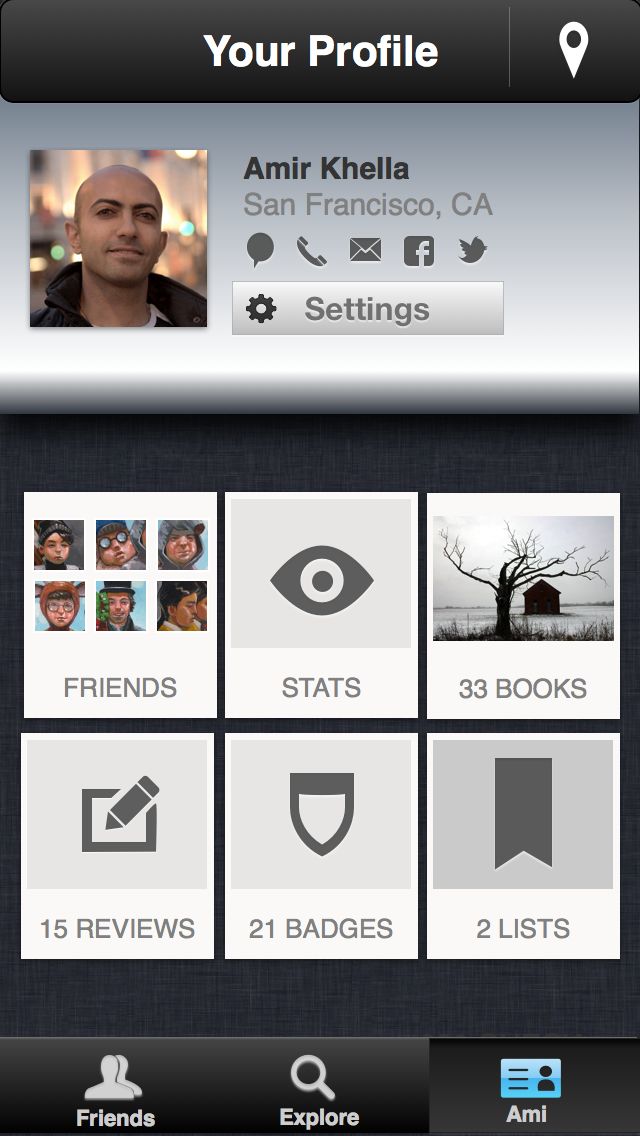 Your Profile
Amir Khella
San Francisco, CA
Settings
FRIENDS
STATS
33 BOOKS
15 REVIEWS
21 BADGES
2 LISTS
Friends
Explore
Ami